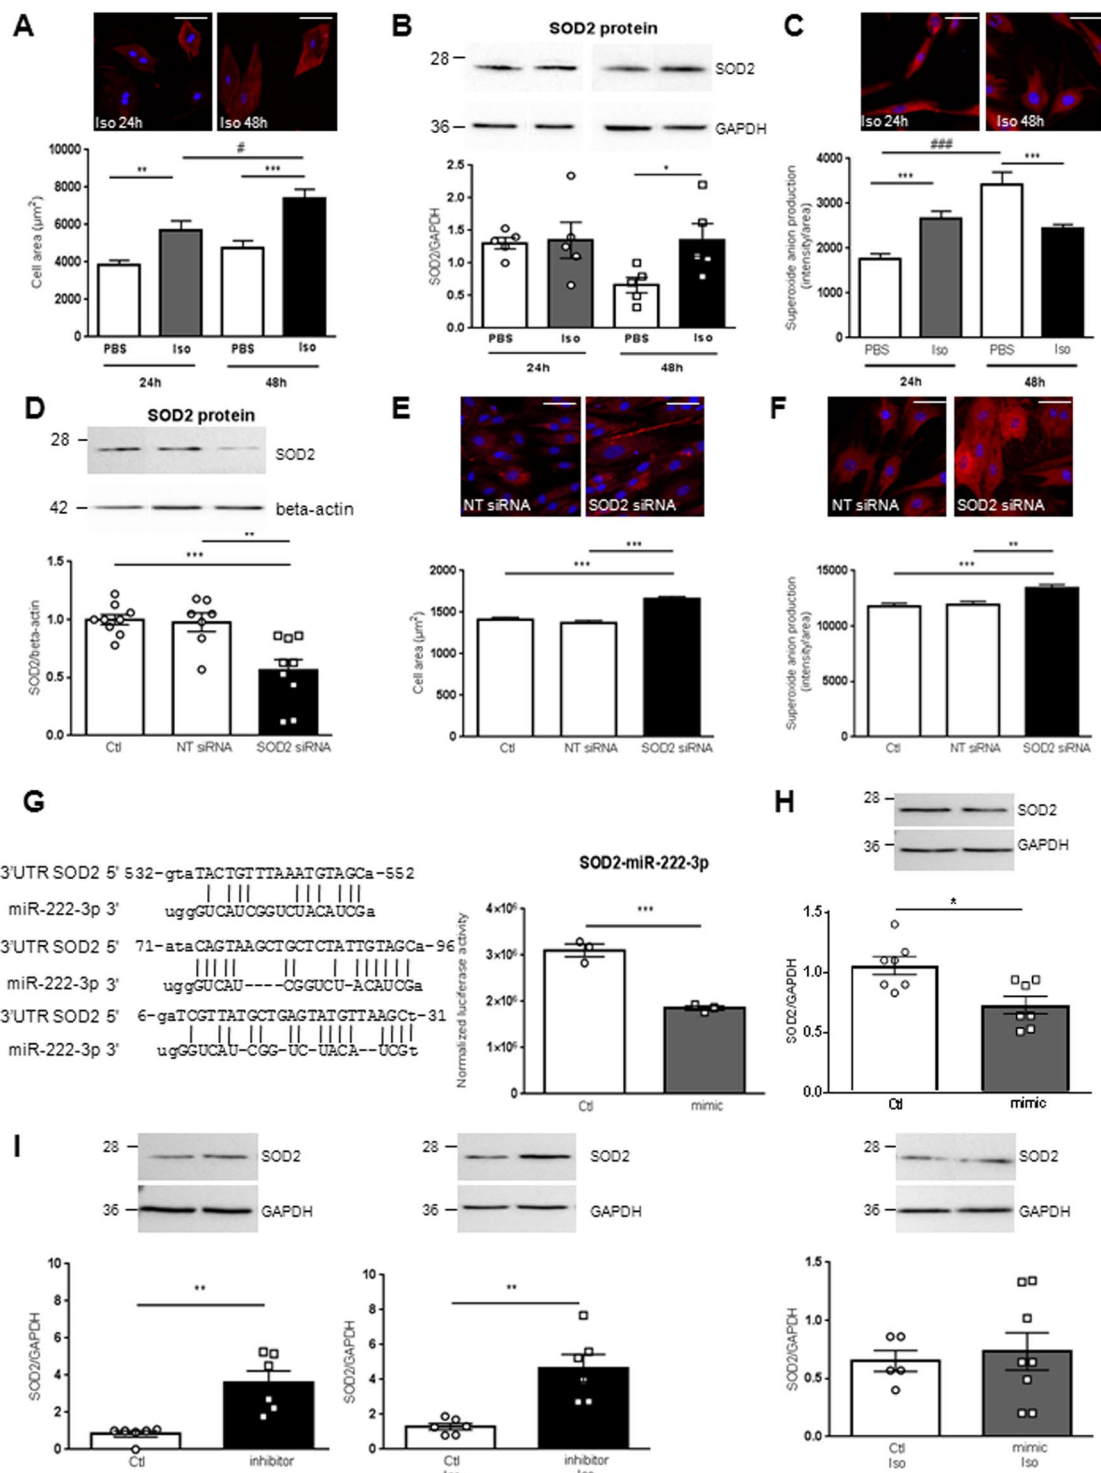 A
Iso 24h
Iso 48h
#
**
***
Cell area (µm²)
10000
8000
6000
4000
2000
0
PBS
Iso
PBS
Iso
24h
48h
B
SOD2 protein
28
SOD2
36
GAPDH
*
SOD2/GAPDH
2.5
2.0
1.5
1.0
0.5
0.0
PBS
Iso
PBS
Iso
24h
48h
C
Iso 24h
Iso 48h
###
***
***
Superoxide anion production
(intensity/area)
4000
3000
2000
1000
0
PBS
Iso
PBS
Iso
24h
48h
D
SOD2 protein
28
SOD2
42
beta-actin
**
***
SOD2/beta-actin
1.5
1.0
0.5
0.0
Ctl
NT siRNA
SOD2 siRNA
E
NT siRNA
SOD2 siRNA
***
***
Cell area (µm²)
2000
1500
1000
500
0
Ctl
NT siRNA
SOD2 siRNA
F
NT siRNA
SOD2 siRNA
**
***
Superoxide anion production
(intensity/area)
15000
10000
5000
0
Ctl
NT siRNA
SOD2 siRNA
G
3'UTR SOD2 5' 532-gtaTACTGTTTAAATGTAGCa-552
miR-222-3p 3' uggGUCAUCGGUCUACAUCGa
3'UTR SOD2 5' 71-ataCAGTAAGCTGCTCTATTGTAGCa-96
miR-222-3p 3' uggGUCAU----CGGUCU-ACAUCGa
3'UTR SOD2 5' 6-gaTCGTTATGCTGAGTATGTTAAGCt-31
miR-222-3p 3' ugGGUCAU-CGG-UC-UACA--UCGt
SOD2-miR-222-3p
***
Normalized luciferase activity
4×10⁶
3×10⁶
2×10⁶
1×10⁶
0
Ctl
mimic
H
28
SOD2
36
GAPDH
*
SOD2/GAPDH
1.5
1.0
0.5
0.0
Ctl
mimic
I
28
SOD2
36
GAPDH
**
SOD2/GAPDH
10
8
6
4
2
0
Ctl
inhibitor
28
SOD2
36
GAPDH
**
SOD2/GAPDH
10
8
6
4
2
0
Ctl
inhibitor
Iso
Iso
28
SOD2
36
GAPDH
SOD2/GAPDH
1.5
1.0
0.5
0.0
Ctl
mimic
Iso
Iso